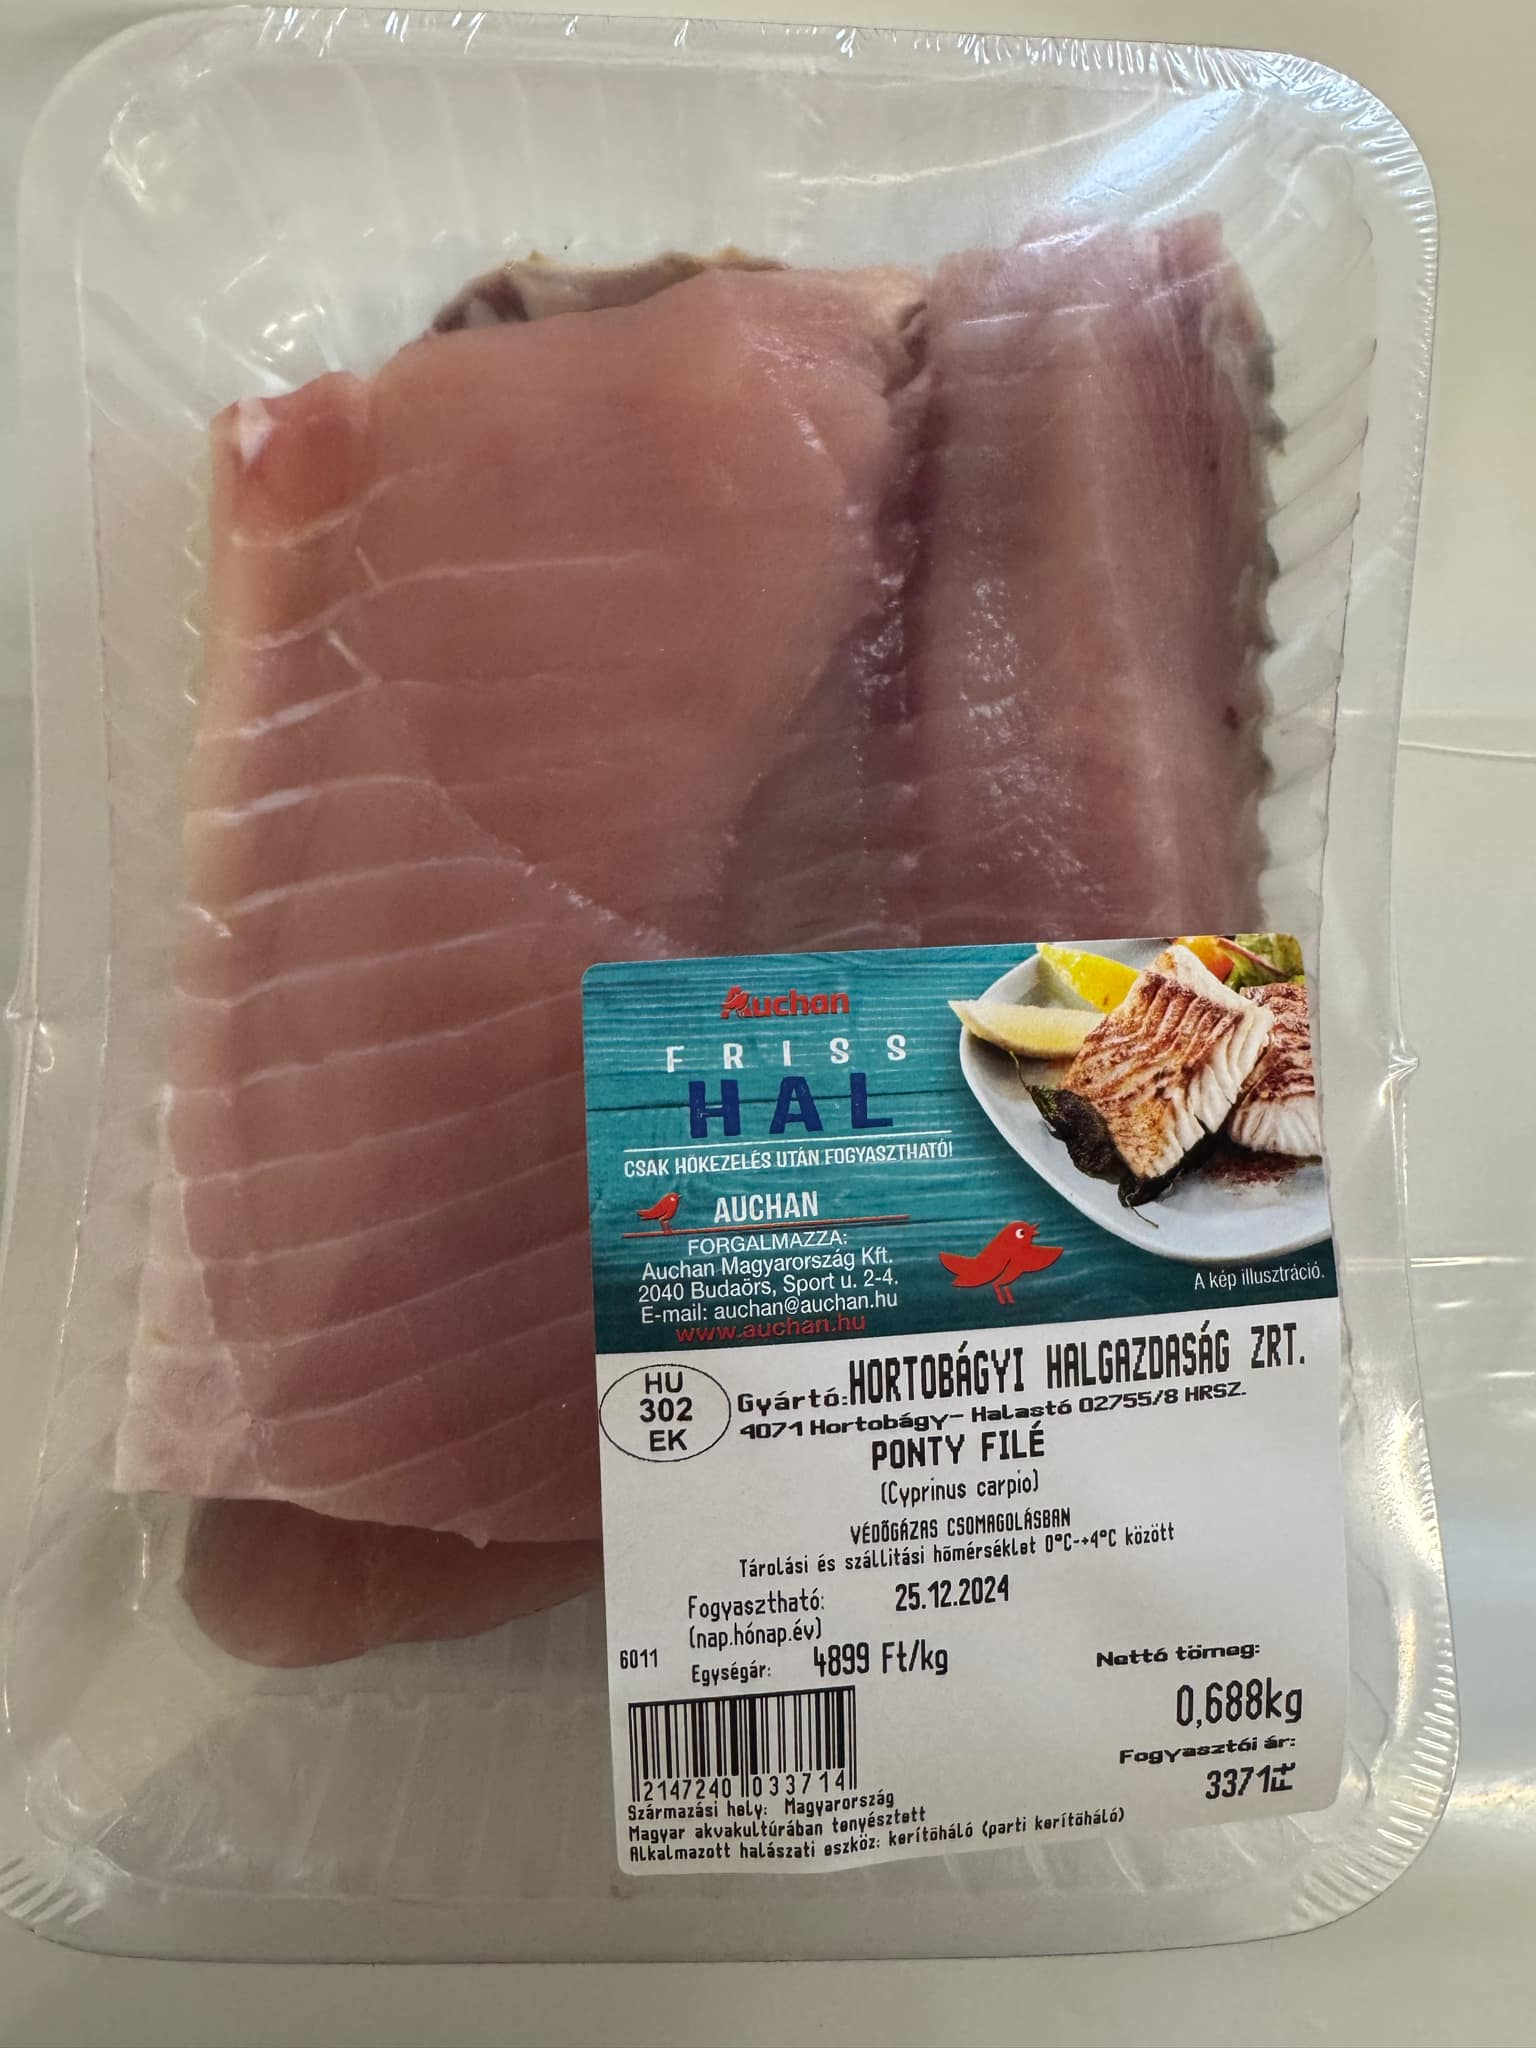 Auchan
FRISS
HAL
CSAK HŐKEZELÉS UTÁN FOGYASZTHATÓ!
AUCHAN
FORGALMAZZA:
Auchan Magyarország Kft.
2040 Budaörs, Sport u. 2-4.
E-mail: auchan@auchan.hu
www.auchan.hu
A kép illusztráció.
HU
302
EK
Gyártó: HORTOBÁGYI HALGAZDASÁG ZRT.
4071 Hortobágy- Halastó 02755/8 HRSZ.
PONTY FILÉ
(Cyprinus carpio)
VÉDŐGÁZAS CSOMAGOLÁSBAN
Tárolási és szállitási hőmérséklet 0°C-+4°C között
Fogyasztható: 25.12.2024
(nap.hónap.év)
6011 Egységár: 4899 Ft/kg
Nettó tömeg:
0,688kg
Fogyasztói ár:
3371Ft
2147240 033714
Származási hely: Magyarország
Magyar akvakultúrában tenyésztett
Alkalmazott halászati eszköz: kerítőháló (parti kerítőháló)